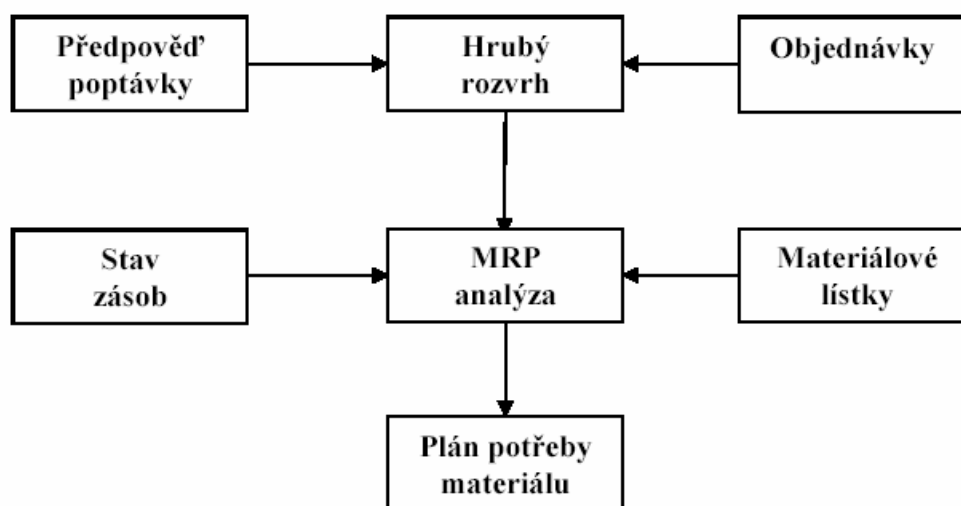 Předpověď
poptávky
Hrubý
rozvrh
Objednávky
Stav
zásob
MRP
analýza
Materiálové
lístky
Plán potřeby
materiálu